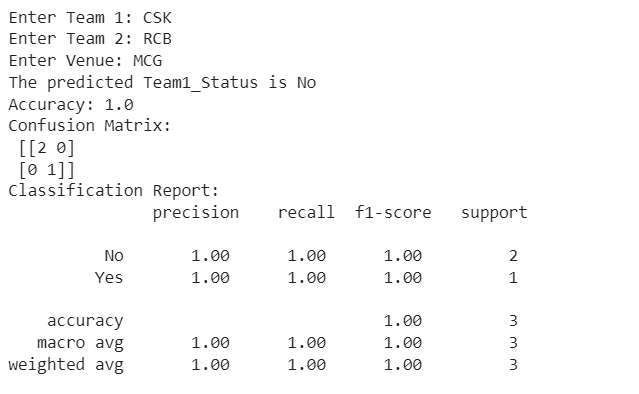 Enter Team 1: CSK
Enter Team 2: RCB
Enter Venue: MCG
The predicted Team1_Status is No
Accuracy: 1.0
Confusion Matrix:
[[2 0]
[0 1]]
Classification Report:
precision recall f1-score support
No 1.00 1.00 1.00 2
Yes 1.00 1.00 1.00 1
accuracy 1.00 3
macro avg 1.00 1.00 1.00 3
weighted avg 1.00 1.00 1.00 3